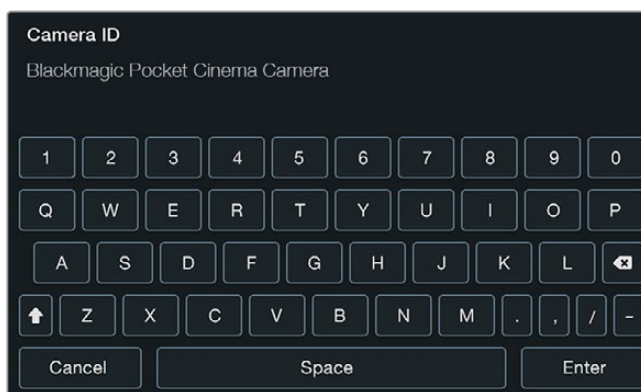 Camera ID
Blackmagic Pocket Cinema Camera
1 2 3 4 5 6 7 8 9 0
Q W E R T Y U I O P
A S D F G H J K L
Z X C V B N M . , / -
Cancel Space Enter